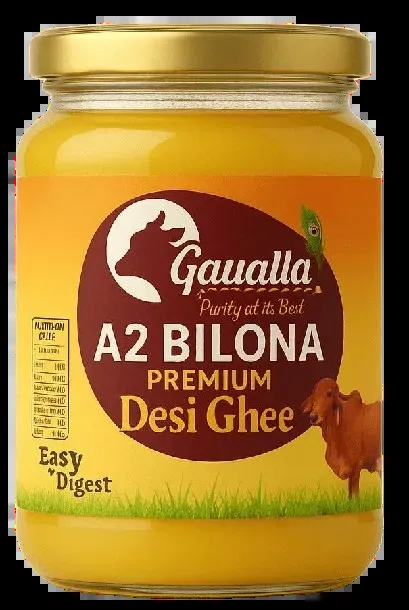 Gaualla
Purity at its Best
A2 BILONA
PREMIUM
Desi Ghee
Easy
Digest